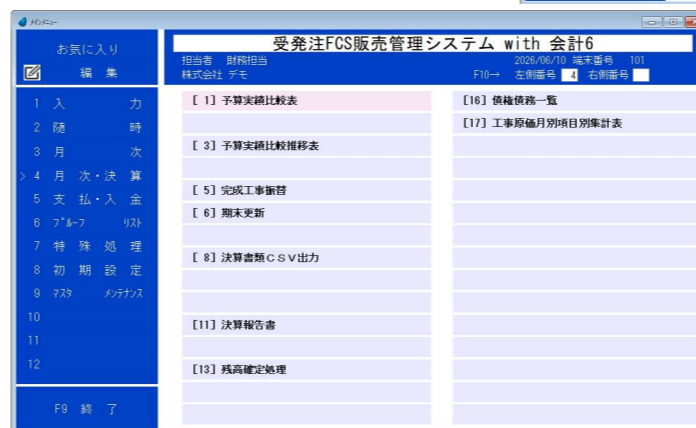 メインメニュー
お気に入り
編 集
受発注FCS販売管理システム with 会計6
担当者 財務担当
2026/06/10 端末番号 101
株式会社 デモ
F10→ 左側番号 4 右側番号
1 入 力
2 随 時
3 月 次
> 4 月 次・決 算
5 支 払・入 金
6 プルーフ リスト
7 特 殊 処 理
8 初 期 設 定
9 マスタ メンテナンス
10
11
12
F9 終 了
[ 1] 予算実績比較表
[ 3] 予算実績比較推移表
[ 5] 完成工事振替
[ 6] 期末更新
[ 8] 決算書類CSV出力
[11] 決算報告書
[13] 残高確定処理
[16] 債権債務一覧
[17] 工事原価月別項目別集計表